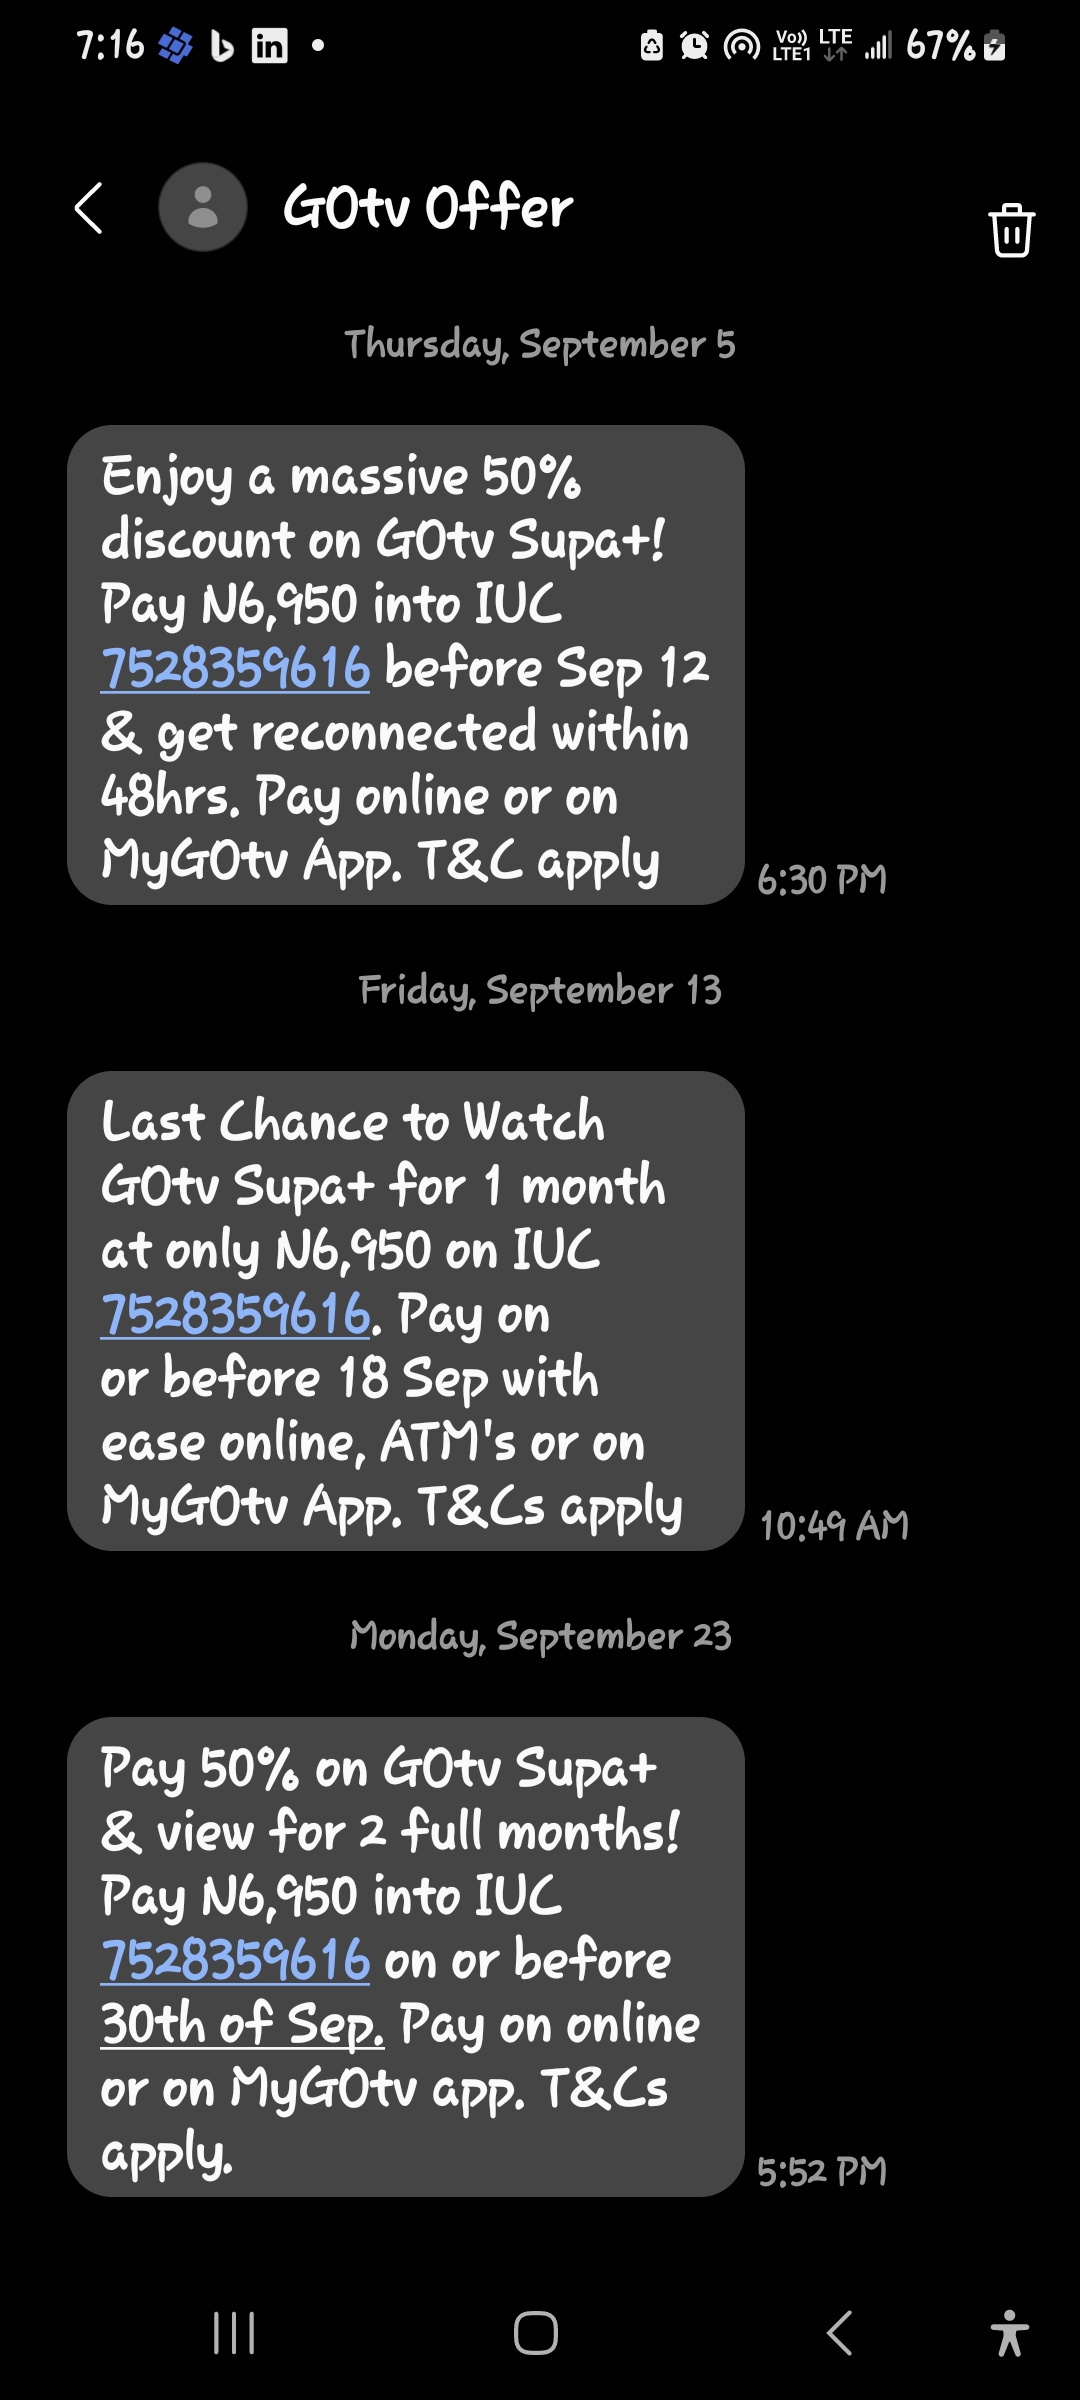 7:16 in Vo)) LTE1 LTE 67%
GOtv Offer
Thursday, September 5
Enjoy a massive 50%
discount on GOtv Supa+!
Pay N6,950 into IUC
7528359616 before Sep 12
& get reconnected within
48hrs. Pay online or on
MyGOtv App. T&C apply
6:30 PM
Friday, September 13
Last Chance to Watch
GOtv Supa+ for 1 month
at only N6,950 on IUC
7528359616. Pay on
or before 18 Sep with
ease online, ATM's or on
MyGOtv App. T&Cs apply
10:49 AM
Monday, September 23
Pay 50% on GOtv Supa+
& view for 2 full months!
Pay N6,950 into IUC
7528359616 on or before
30th of Sep. Pay on online
or on MyGOtv app. T&Cs
apply.
5:52 PM